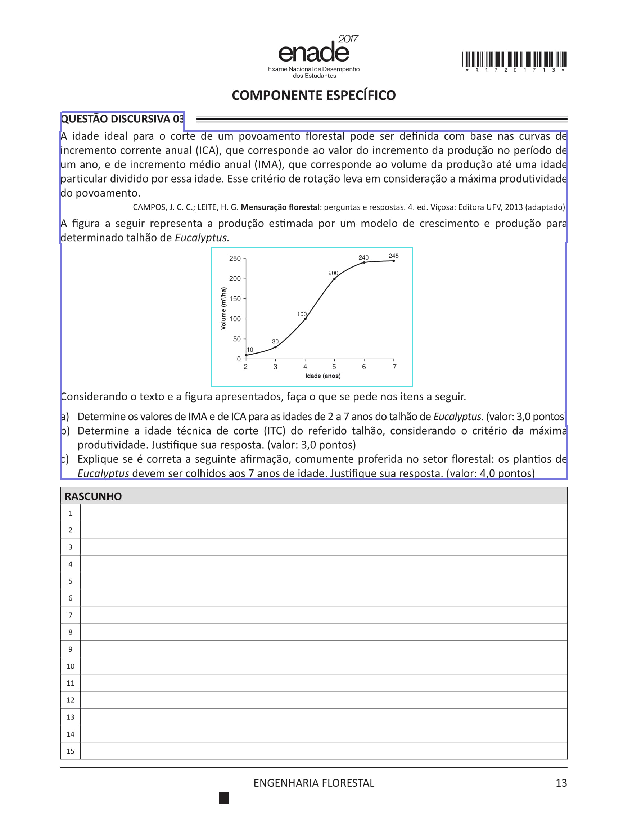 enade 2017
Exame Nacional de Desempenho
dos Estudantes
*R1720171 3*
COMPONENTE ESPECÍFICO
QUESTÃO DISCURSIVA 03
A idade ideal para o corte de um povoamento florestal pode ser definida com base nas curvas de
incremento corrente anual (ICA), que corresponde ao valor do incremento da produção no período de
um ano, e de incremento médio anual (IMA), que corresponde ao volume da produção até uma idade
particular dividido por essa idade. Esse critério de rotação leva em consideração a máxima produtividade
do povoamento.
CAMPOS, J. C. C.; LEITE, H. G. Mensuração florestal: perguntas e respostas. 4. ed. Viçosa: Editora UFV, 2013 (adaptado)
A figura a seguir representa a produção estimada por um modelo de crescimento e produção para
determinado talhão de Eucalyptus.
250
200
150
100
50
0
Volume (m³/ha)
10
30
100
200
240
245
2 3 4 5 6 7
Idade (anos)
Considerando o texto e a figura apresentados, faça o que se pede nos itens a seguir.
a) Determine os valores de IMA e de ICA para as idades de 2 a 7 anos do talhão de Eucalyptus. (valor: 3,0 pontos)
b) Determine a idade técnica de corte (ITC) do referido talhão, considerando o critério da máxima
produtividade. Justifique sua resposta. (valor: 3,0 pontos)
c) Explique se é correta a seguinte afirmação, comumente proferida no setor florestal: os plantios de
Eucalyptus devem ser colhidos aos 7 anos de idade. Justifique sua resposta. (valor: 4,0 pontos)
RASCUNHO
1
2
3
4
5
6
7
8
9
10
11
12
13
14
15
ENGENHARIA FLORESTAL
13